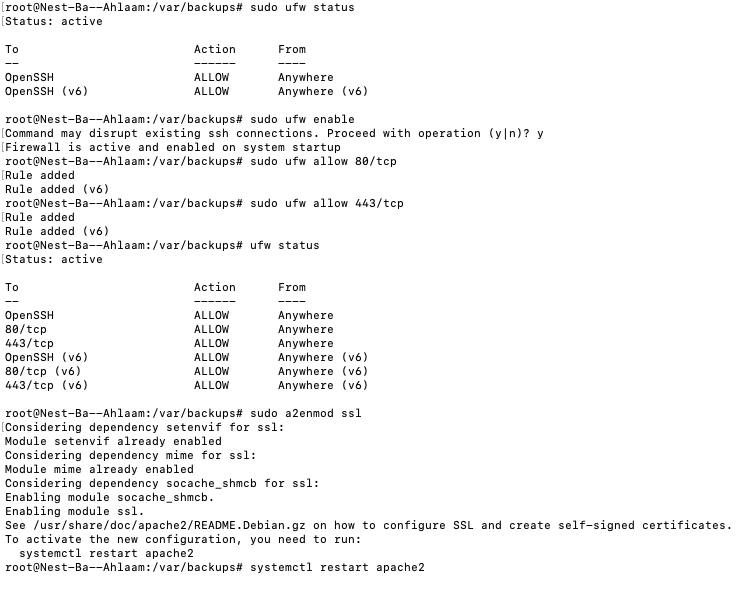 root@Nest-Ba--Ahlaam:/var/backups# sudo ufw status
[Status: active
To Action From
-- ------ ----
OpenSSH ALLOW Anywhere
OpenSSH (v6) ALLOW Anywhere (v6)
root@Nest-Ba--Ahlaam:/var/backups# sudo ufw enable
[Command may disrupt existing ssh connections. Proceed with operation (y|n)? y
[Firewall is active and enabled on system startup
root@Nest-Ba--Ahlaam:/var/backups# sudo ufw allow 80/tcp
[Rule added
Rule added (v6)
root@Nest-Ba--Ahlaam:/var/backups# sudo ufw allow 443/tcp
[Rule added
Rule added (v6)
root@Nest-Ba--Ahlaam:/var/backups# ufw status
[Status: active
To Action From
-- ------ ----
OpenSSH ALLOW Anywhere
80/tcp ALLOW Anywhere
443/tcp ALLOW Anywhere
OpenSSH (v6) ALLOW Anywhere (v6)
80/tcp (v6) ALLOW Anywhere (v6)
443/tcp (v6) ALLOW Anywhere (v6)
root@Nest-Ba--Ahlaam:/var/backups# sudo a2enmod ssl
[Considering dependency setenvif for ssl:
Module setenvif already enabled
Considering dependency mime for ssl:
Module mime already enabled
Considering dependency socache_shmcb for ssl:
Enabling module socache_shmcb.
Enabling module ssl.
See /usr/share/doc/apache2/README.Debian.gz on how to configure SSL and create self-signed certificates.
To activate the new configuration, you need to run:
systemctl restart apache2
root@Nest-Ba--Ahlaam:/var/backups# systemctl restart apache2